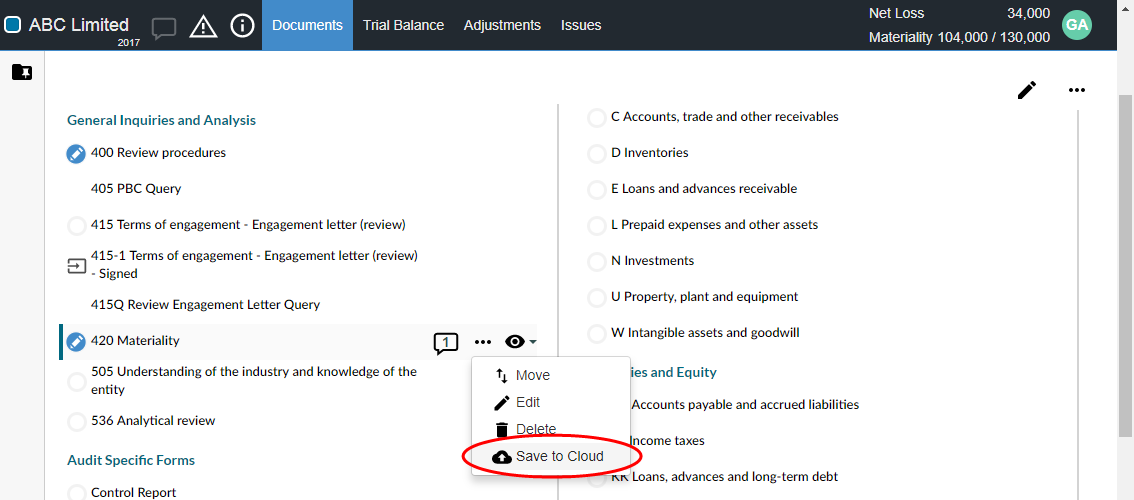 ABC Limited
2017
Documents
Trial Balance
Adjustments
Issues
Net Loss 34,000
Materiality 104,000 / 130,000
GA
General Inquiries and Analysis
400 Review procedures
405 PBC Query
415 Terms of engagement - Engagement letter (review)
415-1 Terms of engagement - Engagement letter (review)
- Signed
415Q Review Engagement Letter Query
420 Materiality
1
505 Understanding of the industry and knowledge of the
entity
536 Analytical review
Audit Specific Forms
Control Report
Move
Edit
Delete
Save to Cloud
C Accounts, trade and other receivables
D Inventories
E Loans and advances receivable
L Prepaid expenses and other assets
N Investments
U Property, plant and equipment
W Intangible assets and goodwill
ies and Equity
Accounts payable and accrued liabilities
Income taxes
KK Loans, advances and long-term debt